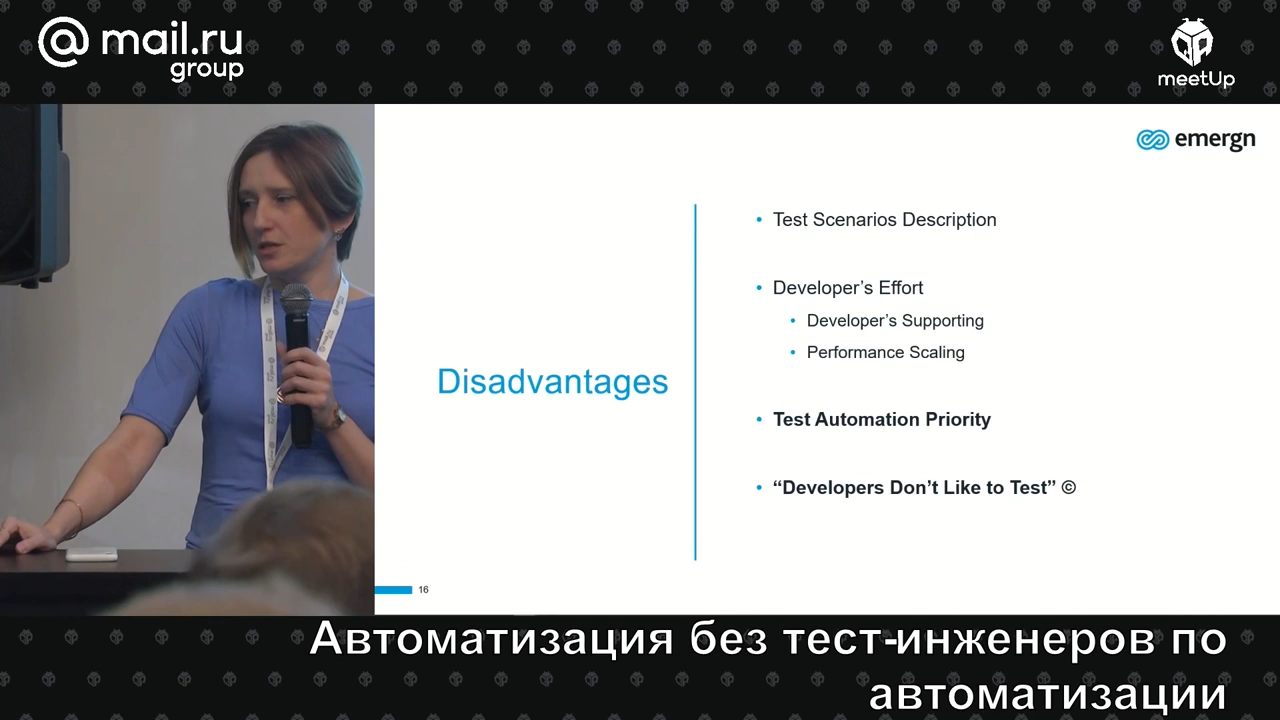 @mail.ru
group
meetUp
emergn
Disadvantages
• Test Scenarios Description
• Developer’s Effort
• Developer’s Supporting
• Performance Scaling
• Test Automation Priority
• “Developers Don’t Like to Test” ©
16
Автоматизация без тест-инженеров по
автоматизации